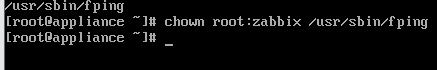 /usr/sbin/fping
[root@appliance ~]# chown root:zabbix /usr/sbin/fping
[root@appliance ~]# _